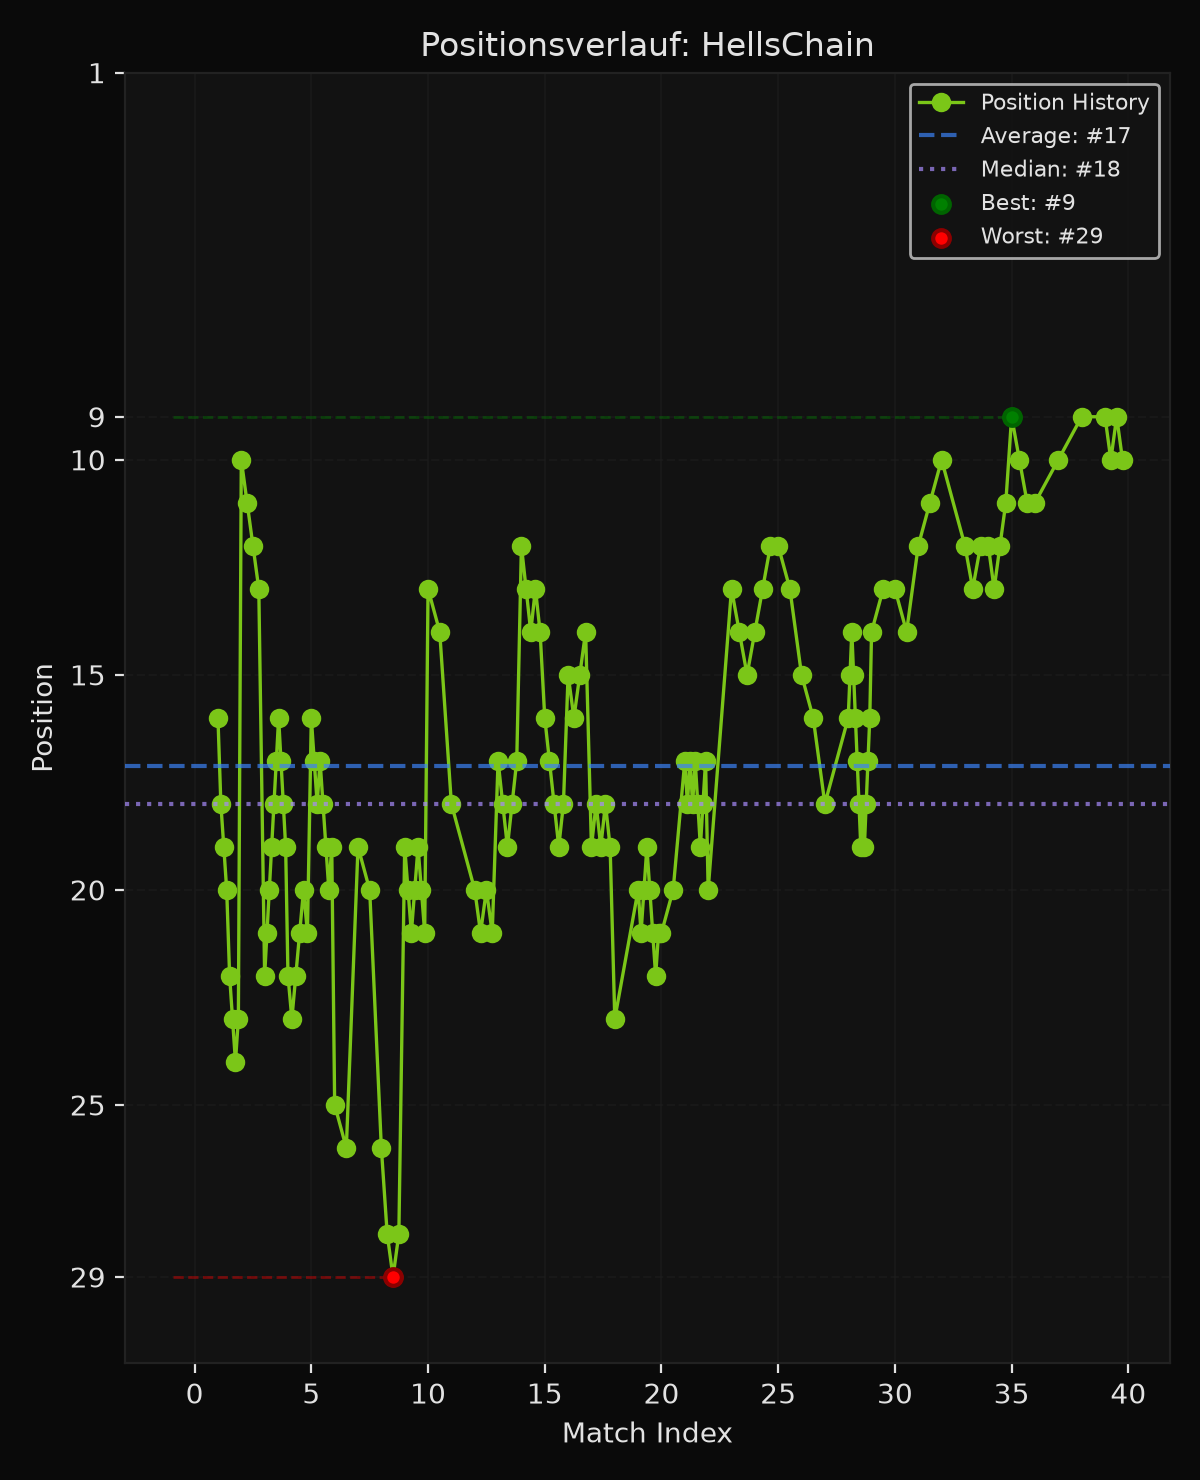 Positionsverlauf: HellsChain
Position History
Average: #17
Median: #18
Best: #9
Worst: #29
1
9
10
15
20
25
29
Position
0 5 10 15 20 25 30 35 40
Match Index